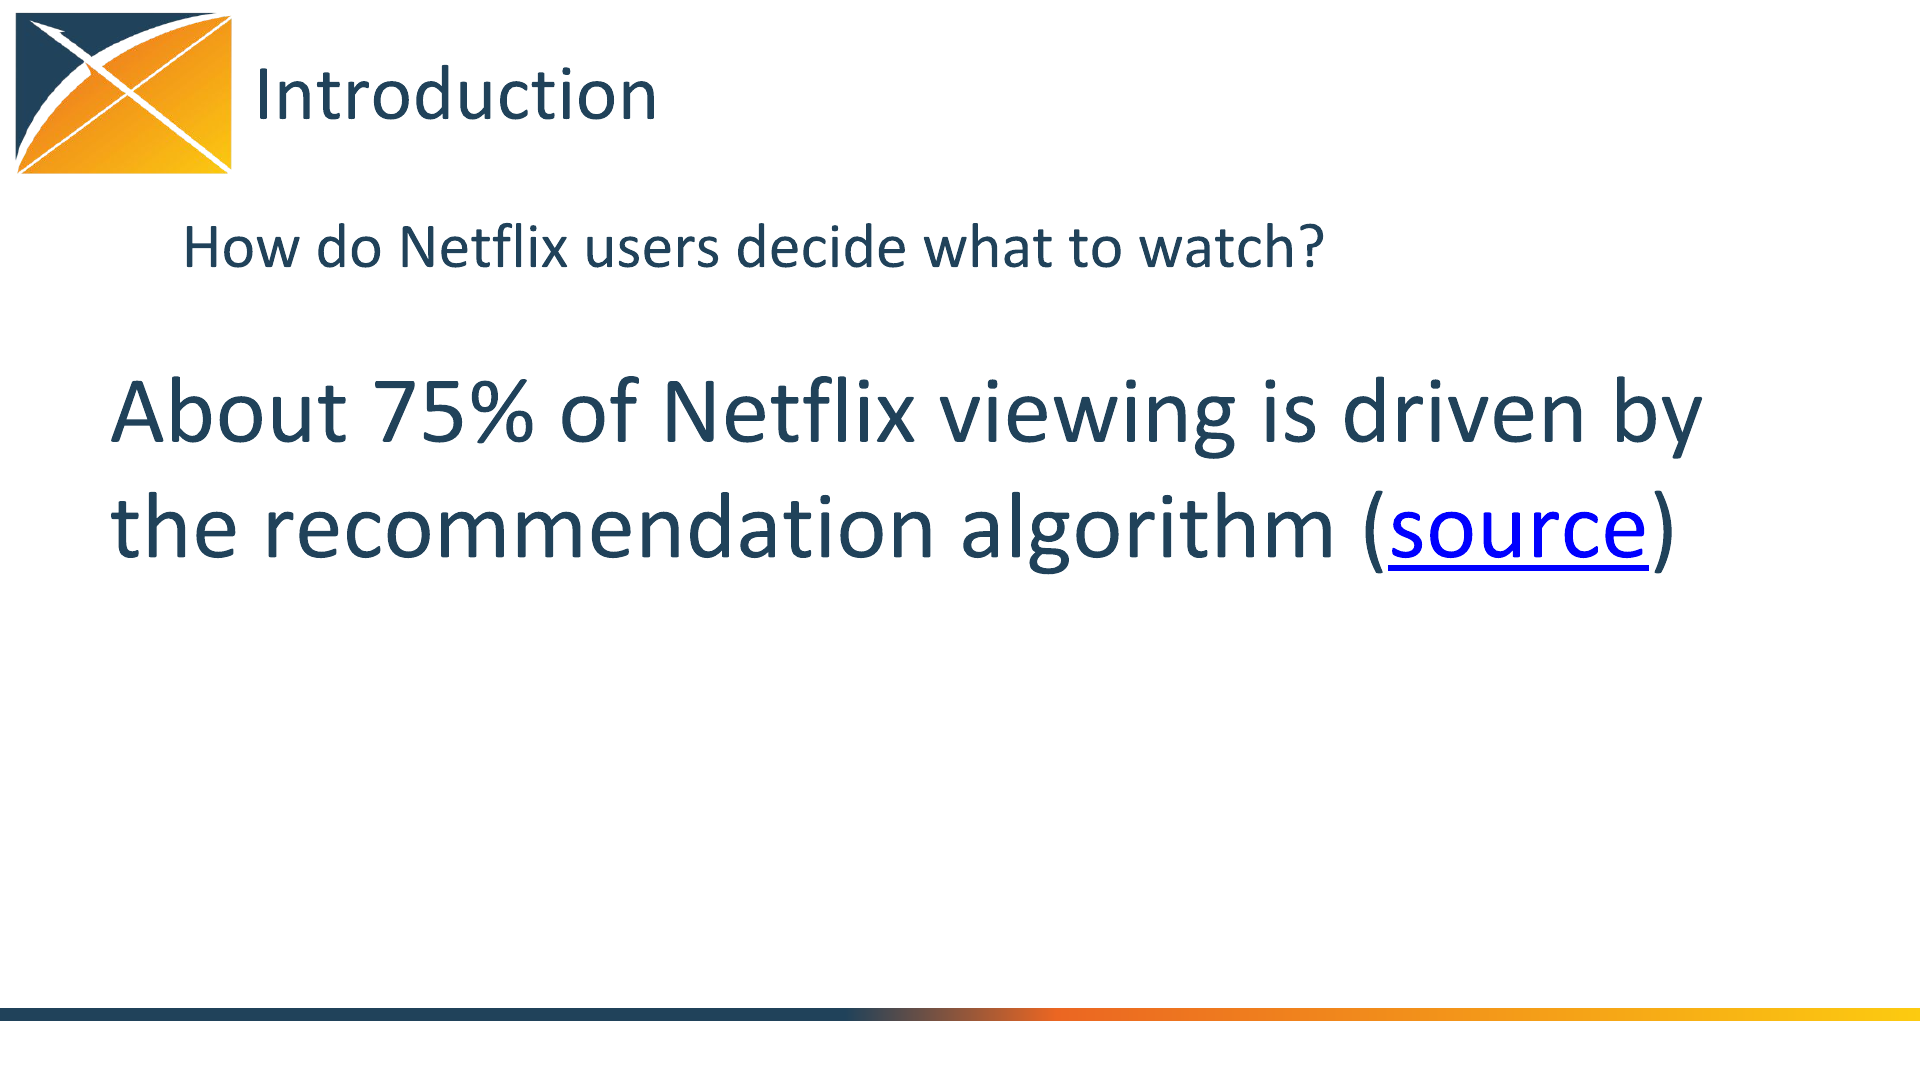 Introduction
How do Netflix users decide what to watch?
About 75% of Netflix viewing is driven by
the recommendation algorithm (source)